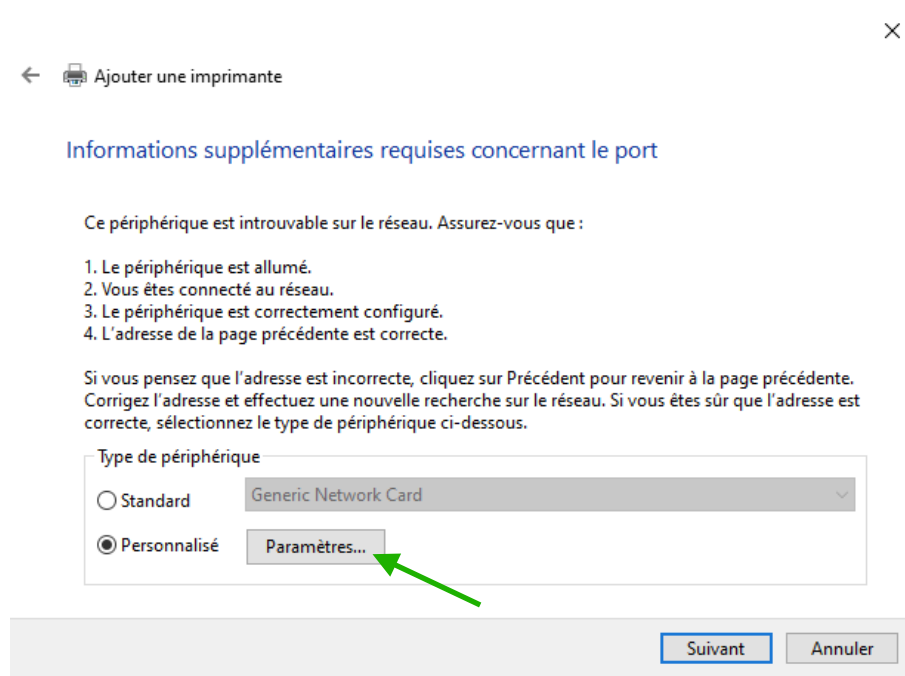 Ajouter une imprimante
Informations supplémentaires requises concernant le port
Ce périphérique est introuvable sur le réseau. Assurez-vous que :
1. Le périphérique est allumé.
2. Vous êtes connecté au réseau.
3. Le périphérique est correctement configuré.
4. L'adresse de la page précédente est correcte.
Si vous pensez que l'adresse est incorrecte, cliquez sur Précédent pour revenir à la page précédente.
Corrigez l'adresse et effectuez une nouvelle recherche sur le réseau. Si vous êtes sûr que l'adresse est
correcte, sélectionnez le type de périphérique ci-dessous.
Type de périphérique
Standard Generic Network Card
Personnalisé Paramètres...
Suivant Annuler